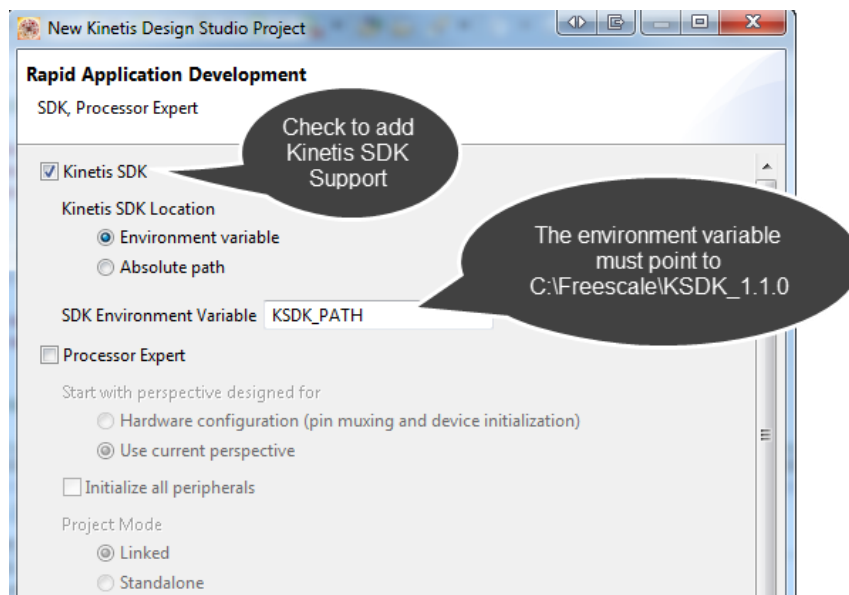 New Kinetis Design Studio Project
Rapid Application Development
SDK, Processor Expert
Check to add
Kinetis SDK
Support
Kinetis SDK
Kinetis SDK Location
Environment variable
Absolute path
The environment variable
must point to
C:\Freescale\KSDK_1.1.0
SDK Environment Variable KSDK_PATH
Processor Expert
Start with perspective designed for
Hardware configuration (pin muxing and device initialization)
Use current perspective
Initialize all peripherals
Project Mode
Linked
Standalone